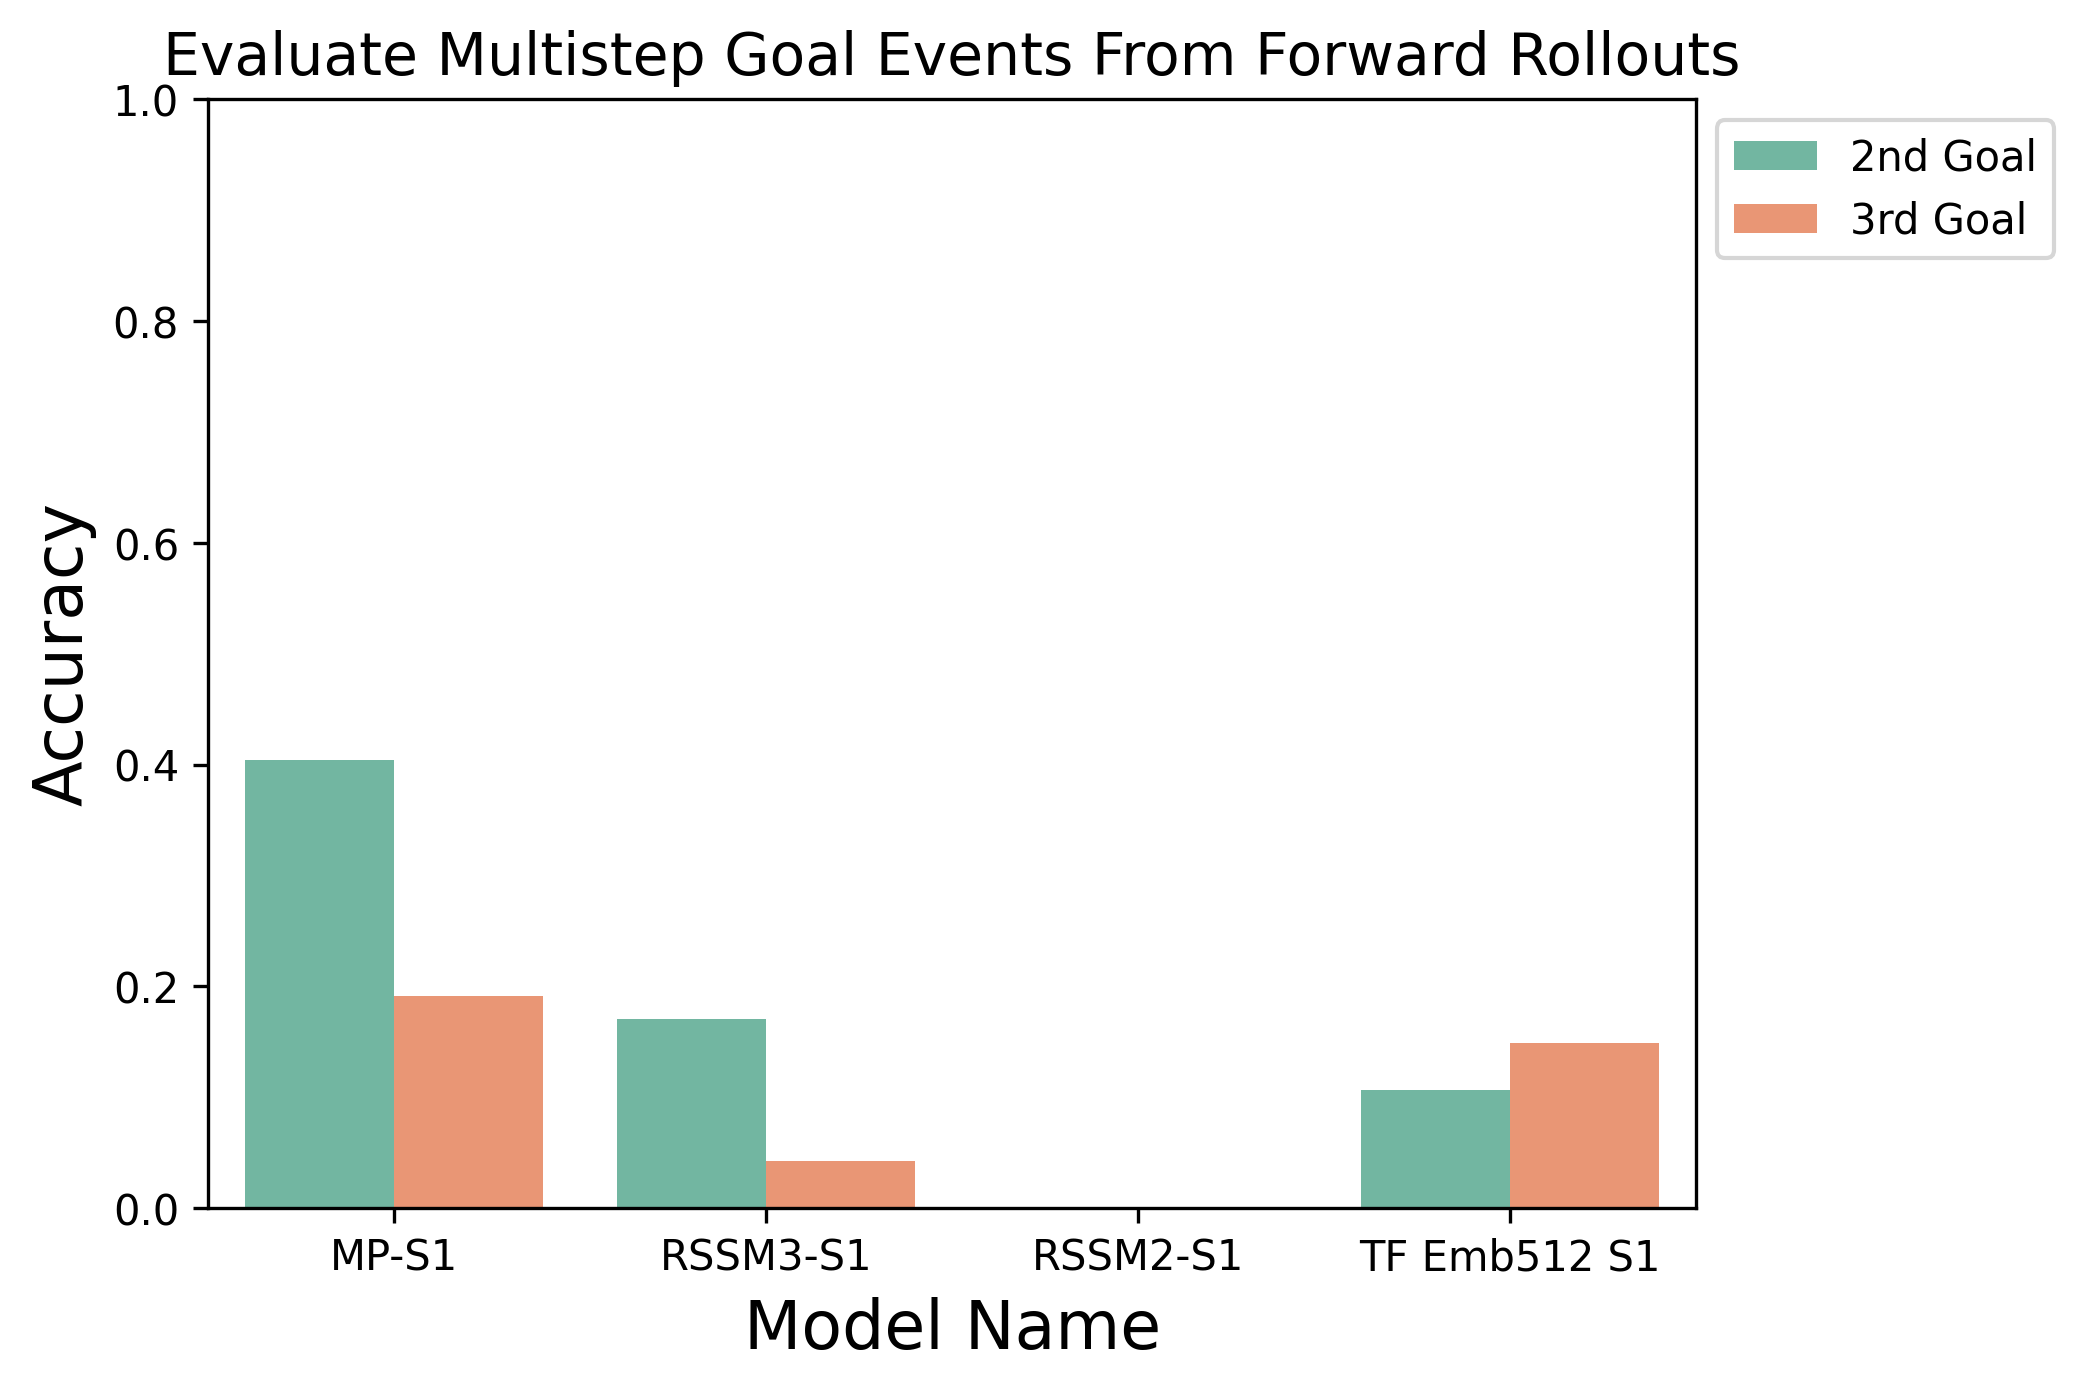 Evaluate Multistep Goal Events From Forward Rollouts
1.0
0.8
0.6
0.4
0.2
0.0
Accuracy
MP-S1
RSSM3-S1
RSSM2-S1
TF Emb512 S1
Model Name
2nd Goal
3rd Goal